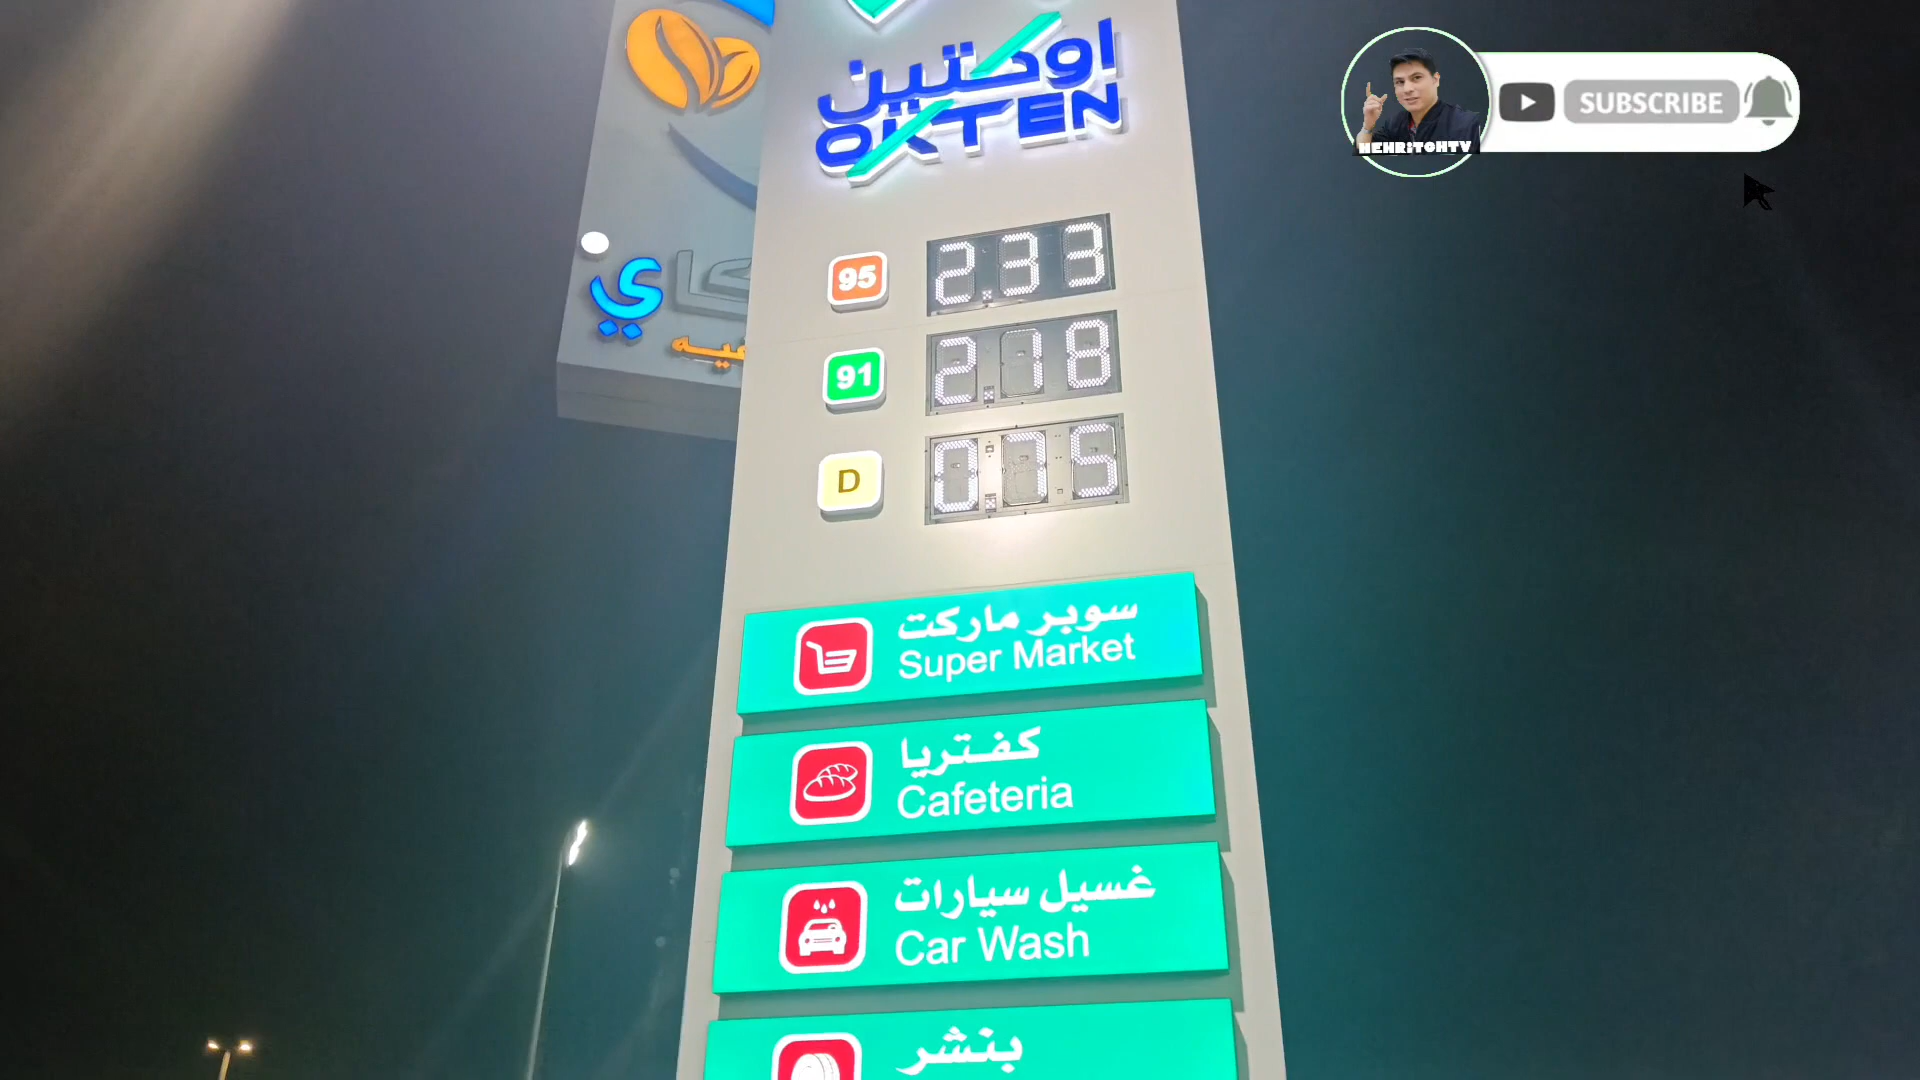 اوكتين
OKTEN
95 2.33
91 2.18
D 0.75
سوبر ماركت
Super Market
كفتريا
Cafeteria
غسيل سيارات
Car Wash
بنشر
SUBSCRIBE
HEHRiTOHTV